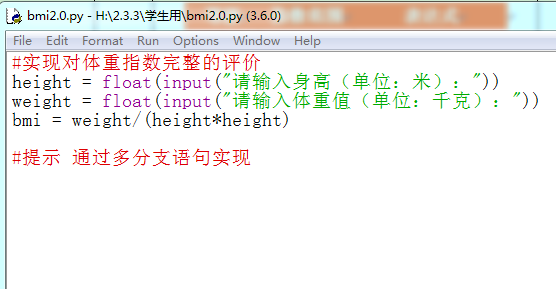 bmi2.0.py - H:\2.3.3\学生用\bmi2.0.py (3.6.0)
File Edit Format Run Options Window Help
#实现对体重指数完整的评价
height = float(input("请输入身高（单位：米）："))
weight = float(input("请输入体重值（单位：千克）："))
bmi = weight/(height*height)
#提示 通过多分支语句实现